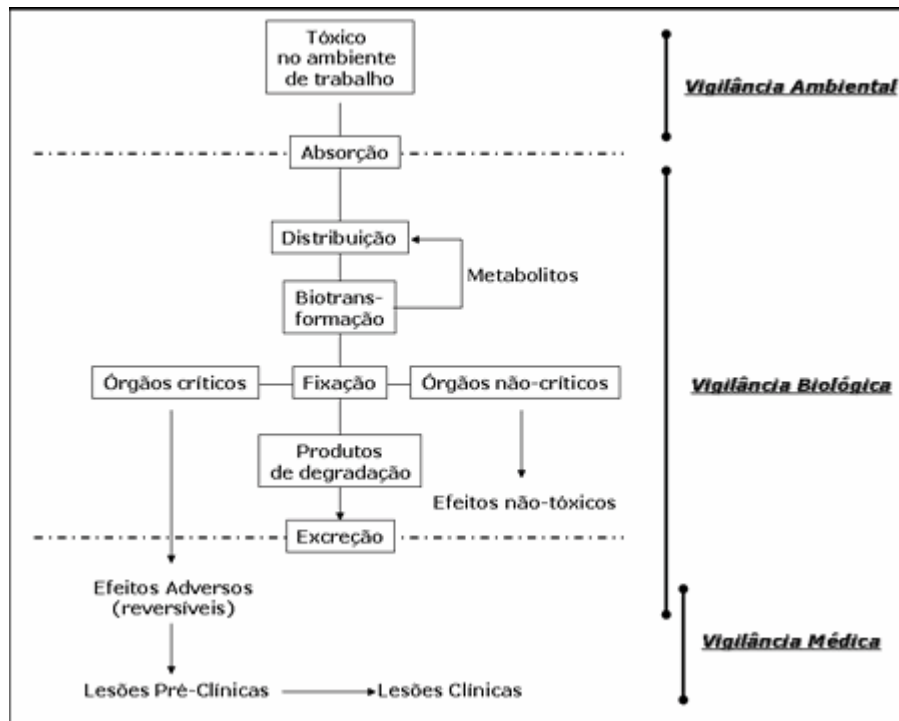 Tóxico
no ambiente
de trabalho
Vigilância Ambiental
Absorção
Distribuição
Metabolitos
Biotrans-
formação
Órgãos críticos
Fixação
Órgãos não-críticos
Vigilância Biológica
Produtos
de degradação
Efeitos não-tóxicos
Excreção
Efeitos Adversos
(reversíveis)
Vigilância Médica
Lesões Pré-Clínicas
Lesões Clínicas